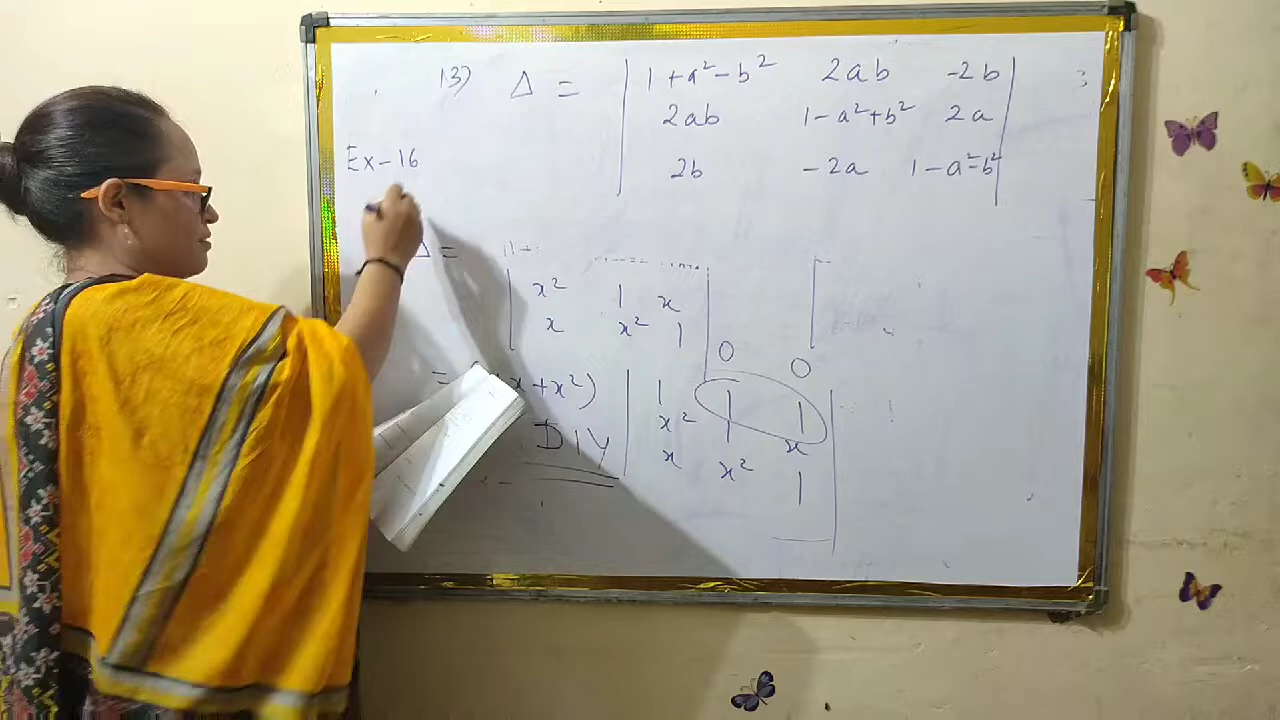 13) Δ = | 1 + a² − b² 2ab −2b |
2ab 1 − a² + b² 2a
Ex − 16
2b −2a 1 − a² − b²
Δ =
x² 1 x
x x² 1
0 0
= x + x²) | 1 1 1 |
x² 1 x
DIY
x x² 1